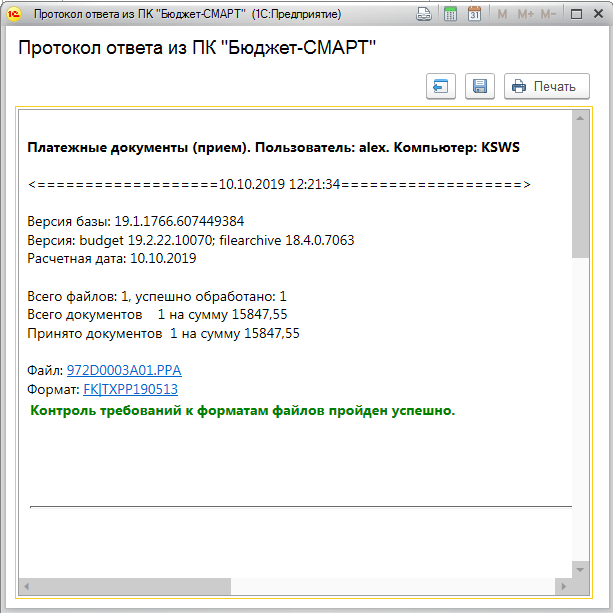 Протокол ответа из ПК "Бюджет-СМАРТ" (1С:Предприятие)
M M+ M-
Протокол ответа из ПК "Бюджет-СМАРТ"
Печать
Платежные документы (прием). Пользователь: alex. Компьютер: KSWS
<===================10.10.2019 12:21:34===================>
Версия базы: 19.1.1766.607449384
Версия: budget 19.2.22.10070; filearchive 18.4.0.7063
Расчетная дата: 10.10.2019
Всего файлов: 1, успешно обработано: 1
Всего документов 1 на сумму 15847,55
Принято документов 1 на сумму 15847,55
Файл: 972D0003A01.PPA
Формат: FK|TXPP190513
Контроль требований к форматам файлов пройден успешно.